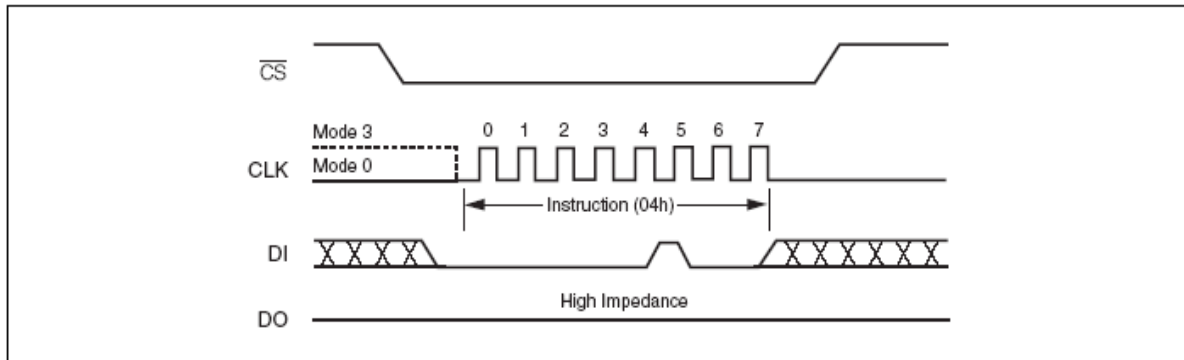 C̅S̅
Mode 3
0 1 2 3 4 5 6 7
CLK
Mode 0
Instruction (04h)
DI
High Impedance
DO